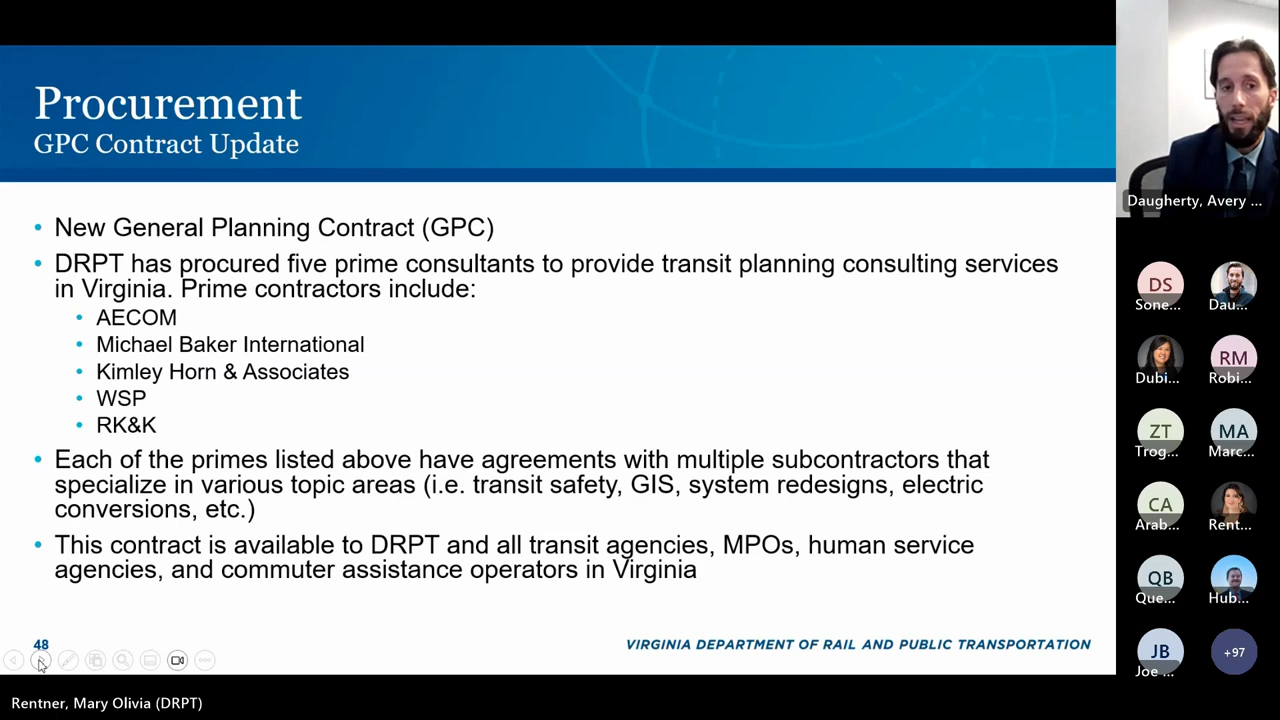 Procurement
GPC Contract Update
• New General Planning Contract (GPC)
• DRPT has procured five prime consultants to provide transit planning consulting services
in Virginia. Prime contractors include:
• AECOM
• Michael Baker International
• Kimley Horn & Associates
• WSP
• RK&K
• Each of the primes listed above have agreements with multiple subcontractors that
specialize in various topic areas (i.e. transit safety, GIS, system redesigns, electric
conversions, etc.)
• This contract is available to DRPT and all transit agencies, MPOs, human service
agencies, and commuter assistance operators in Virginia
48
VIRGINIA DEPARTMENT OF RAIL AND PUBLIC TRANSPORTATION
Rentner, Mary Olivia (DRPT)
Daugherty, Avery ...
DS
Sone...
Dau...
Dubi...
RM
Robi...
ZT
Trog...
MA
Marc...
CA
Arab...
Rent...
QB
Que...
Hub...
JB
Joe ...
+97